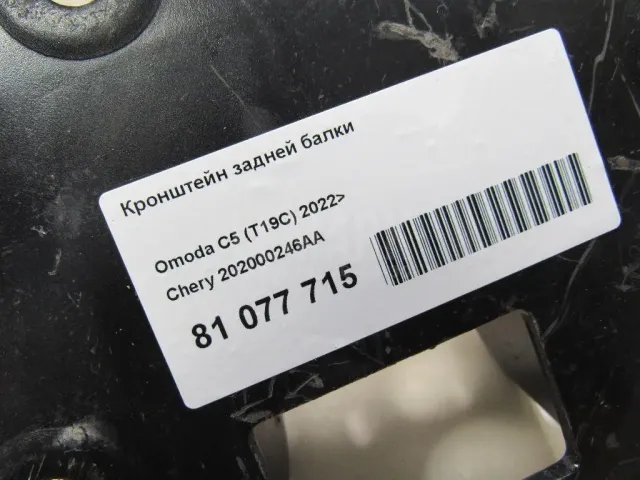 Кронштейн задней балки
Omoda C5 (T19C) 2022>
Chery 202000246AA
81 077 715